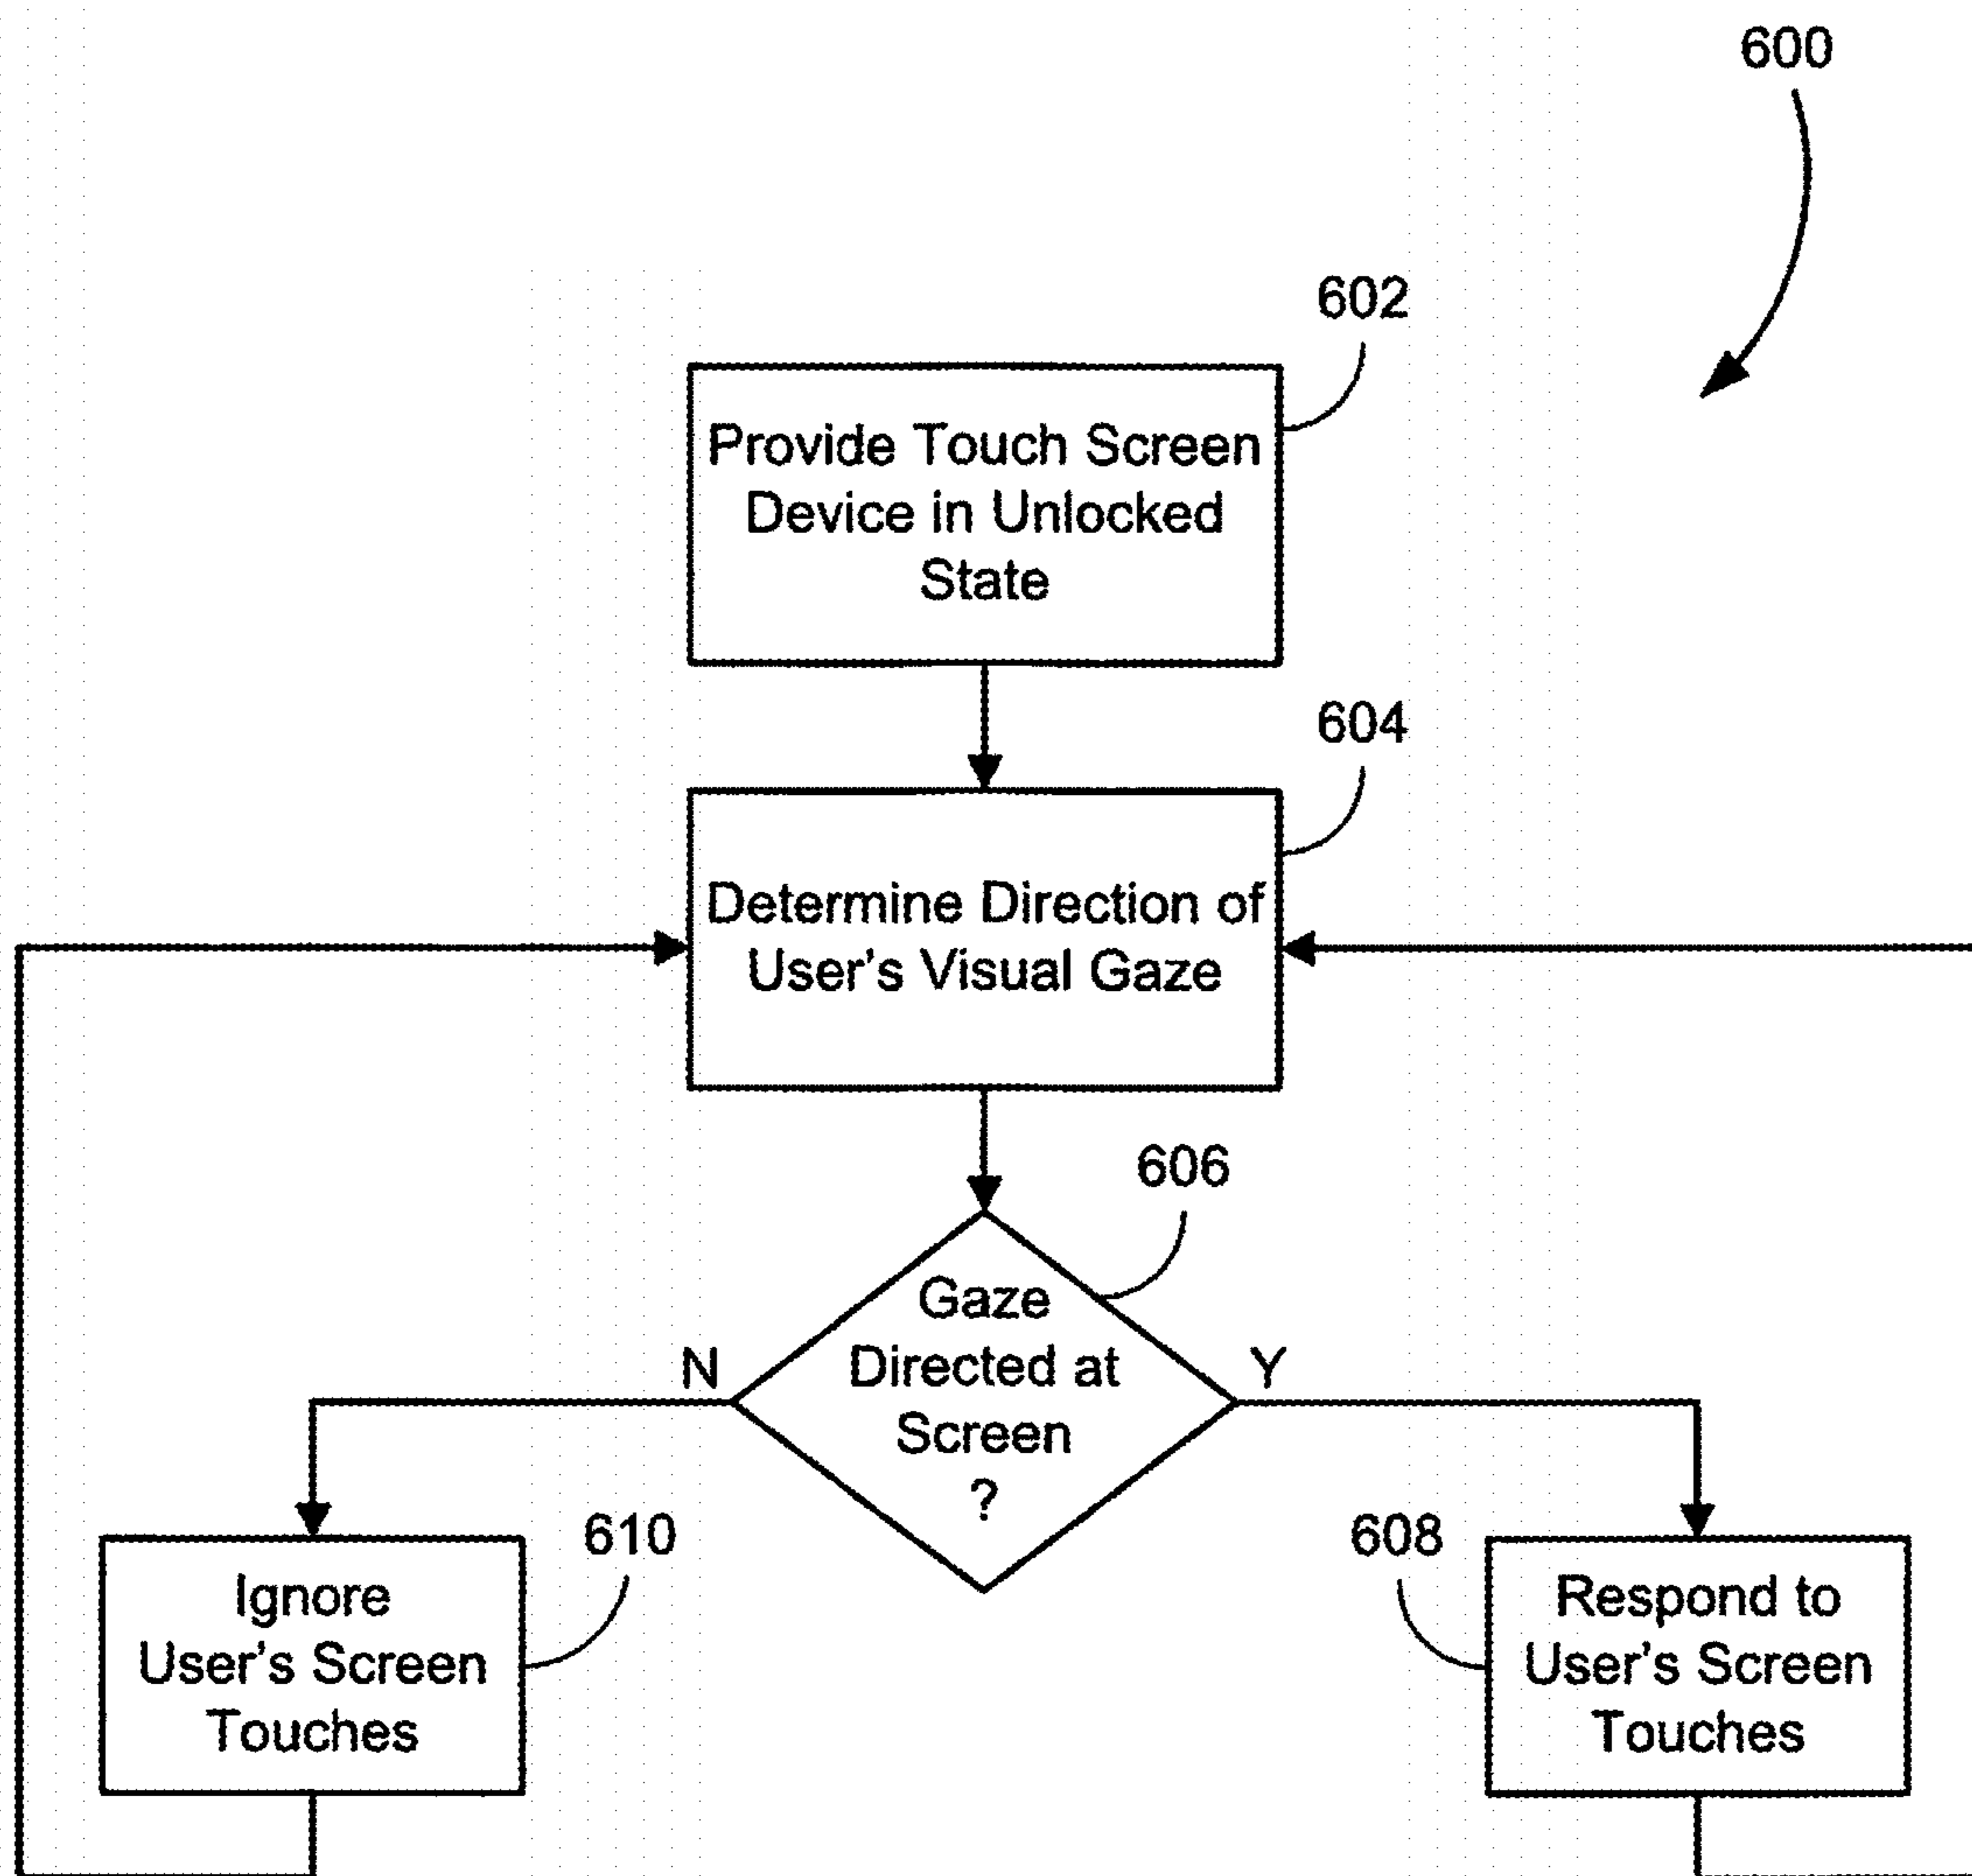 600
602
Provide Touch Screen
Device in Unlocked
State
604
Determine Direction of
User's Visual Gaze
606
Gaze
Directed at
Screen
?
N
Y
610
Ignore
User's Screen
Touches
608
Respond to
User's Screen
Touches